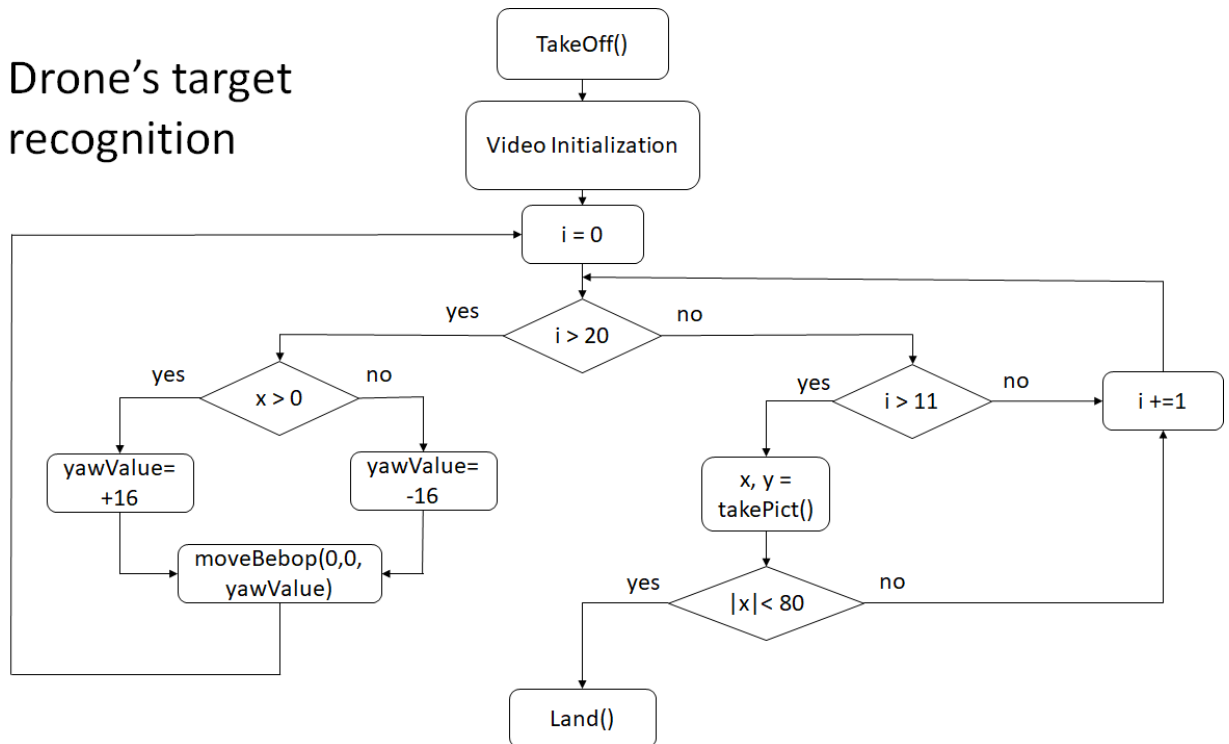 Drone's target
recognition
TakeOff()
Video Initialization
i = 0
yes
i > 20
no
yes
x > 0
no
yes
i > 11
no
i +=1
yawValue=
+16
yawValue=
-16
x, y =
takePict()
moveBebop(0,0,
yawValue)
yes
|x|< 80
no
Land()